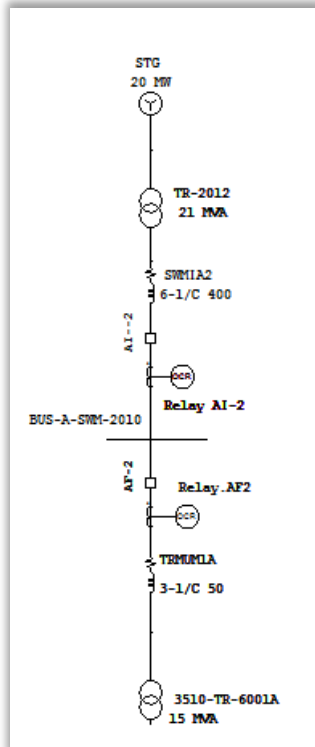 STG
20 MW
TR-2012
21 MVA
SWMIA2
6-1/C 400
AI--2
OCR
Relay AI-2
BUS-A-SWM-2010
AF-2
Relay.AF2
OCR
TRMUM1A
3-1/C 50
3510-TR-6001A
15 MVA